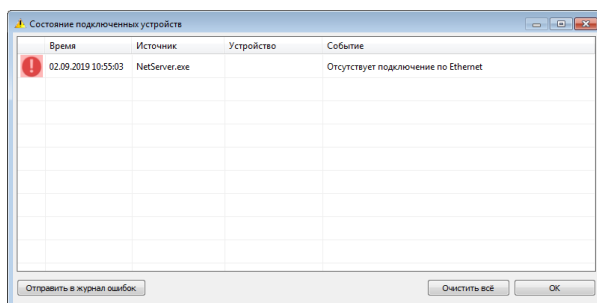 Состояние подключенных устройств
Время Источник Устройство Событие
02.09.2019 10:55:03 NetServer.exe Отсутствует подключение по Ethernet
Отправить в журнал ошибок Очистить всё ОК